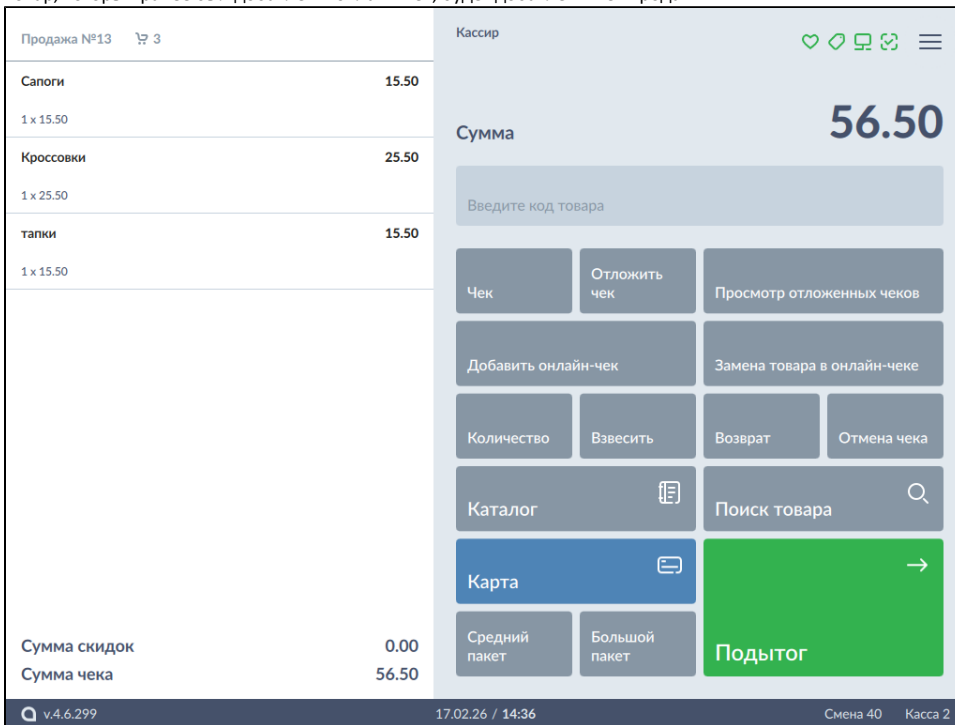 Продажа №13 3
Сапоги 15.50
1 x 15.50
Кроссовки 25.50
1 x 25.50
тапки 15.50
1 x 15.50
Сумма скидок 0.00
Сумма чека 56.50
Кассир
Сумма 56.50
Введите код товара
Чек
Отложить
чек
Просмотр отложенных чеков
Добавить онлайн-чек
Замена товара в онлайн-чеке
Количество
Взвесить
Возврат
Отмена чека
Каталог
Поиск товара
Карта
Средний
пакет
Большой
пакет
Подытог
v.4.6.299
17.02.26 / 14:36
Смена 40 Касса 2